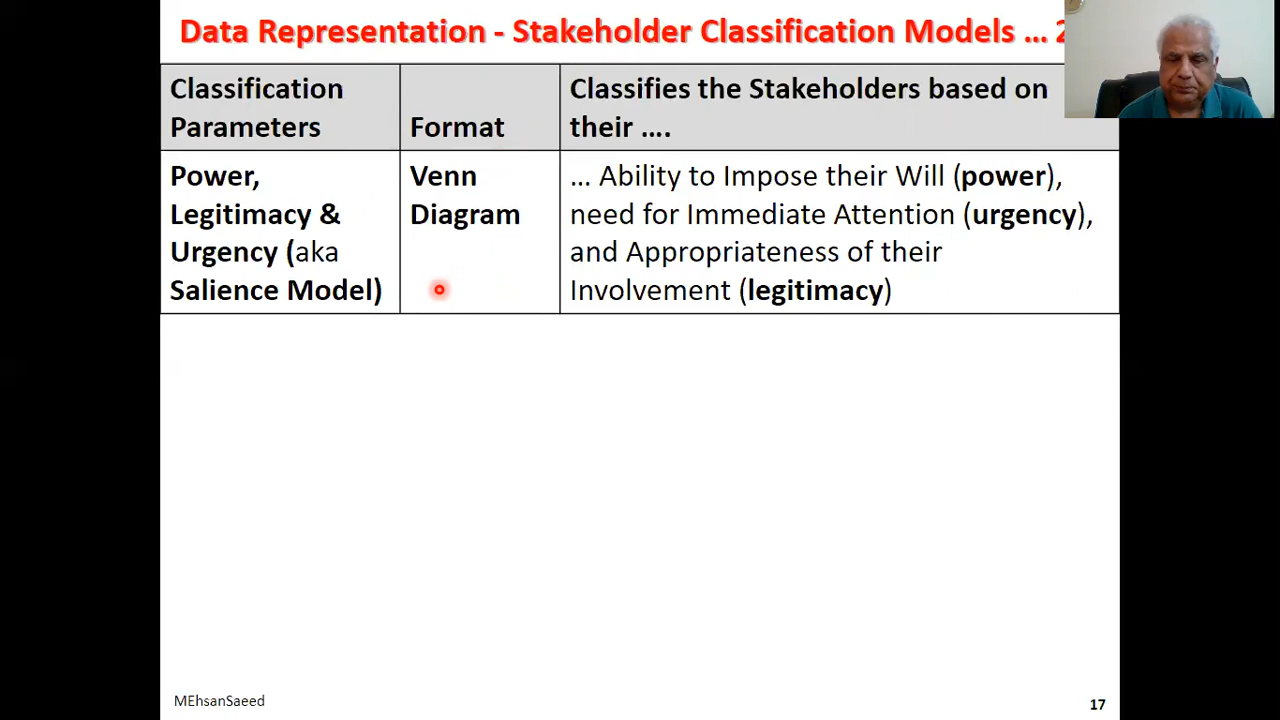 Data Representation - Stakeholder Classification Models ... 2
Classification
Parameters
Format
Classifies the Stakeholders based on
their ....
Power,
Legitimacy &
Urgency (aka
Salience Model)
Venn
Diagram
... Ability to Impose their Will (power),
need for Immediate Attention (urgency),
and Appropriateness of their
Involvement (legitimacy)
MEhsanSaeed
17